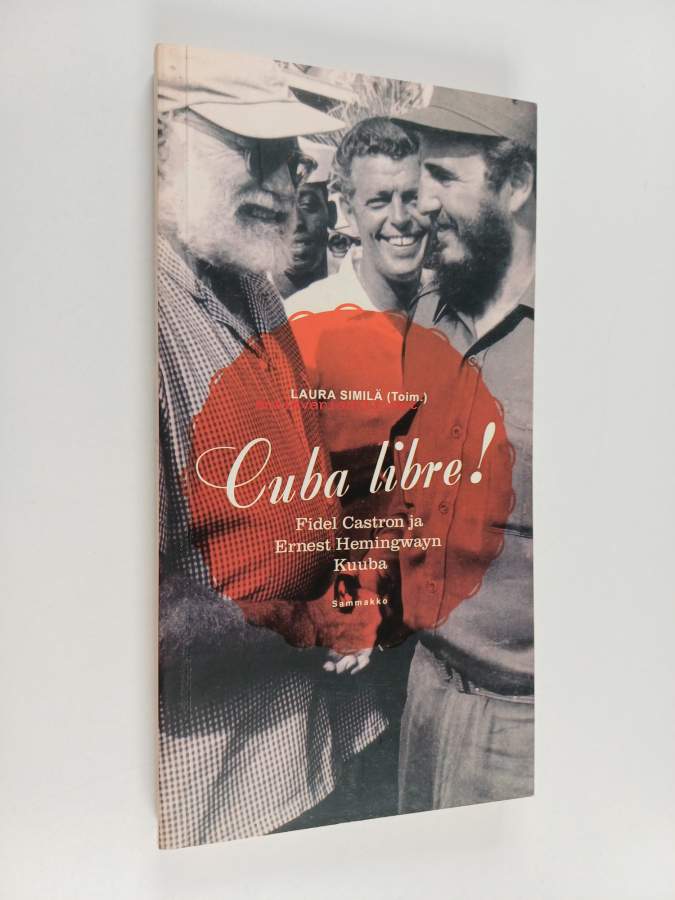 LAURA SIMILÄ (Toim.)
Cuba libre!
Fidel Castron ja
Ernest Hemingwayn
Kuuba
Sammakko